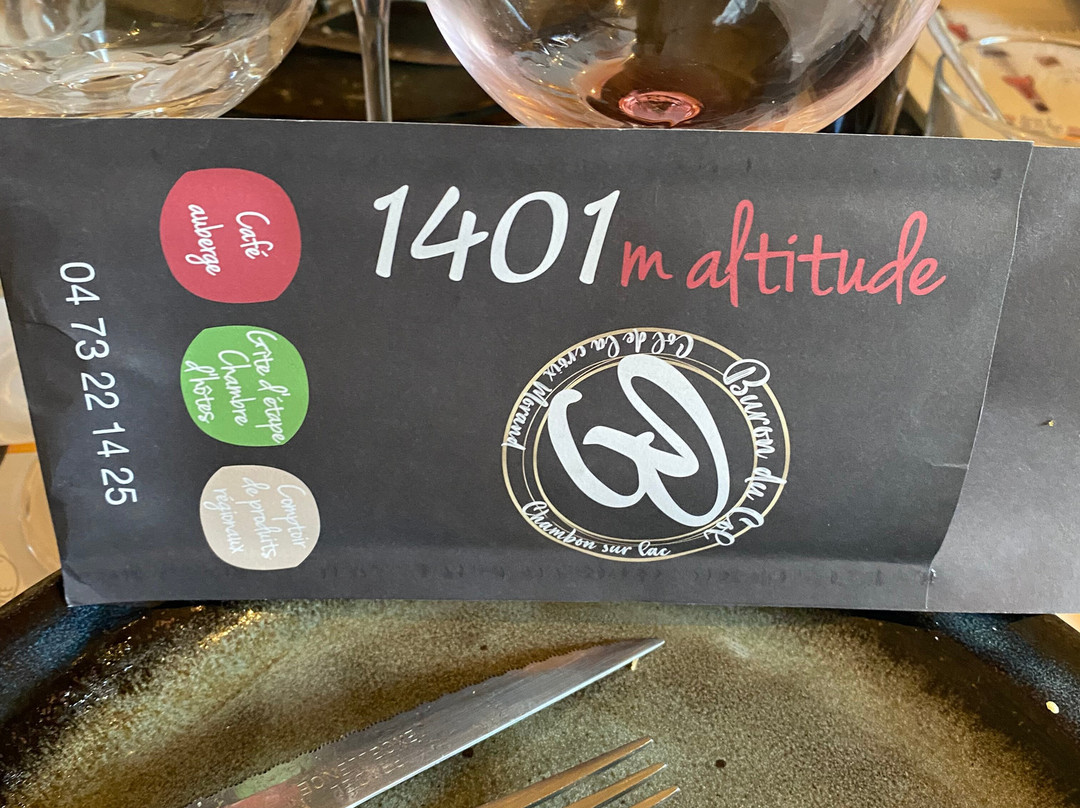 1401 m altitude
Café
auberge
Gîte d'étape
Chambre
d'hôtes
Comptoir
de produits
régionaux
04 73 22 14 25
Buron du Col
Col de la croix Morand
B
Chambon sur lac